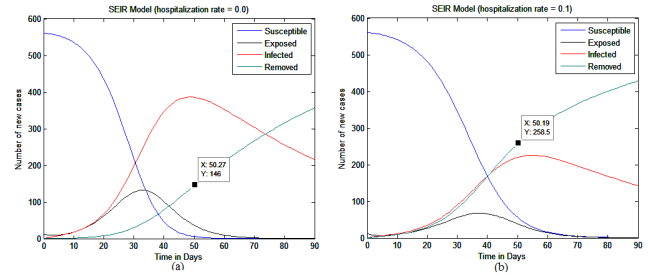 SEIR Model (hospitalization rate = 0.0)
600
500
400
300
200
100
0
Number of new cases
Susceptible
Exposed
Infected
Removed
X: 50.27
Y: 146
0 10 20 30 40 50 60 70 80 90
Time in Days
(a)
SEIR Model (hospitalization rate = 0.1)
600
500
400
300
200
100
0
Number of new cases
Susceptible
Exposed
Infected
Removed
X: 50.19
Y: 258.5
0 10 20 30 40 50 60 70 80 90
Time in Days
(b)